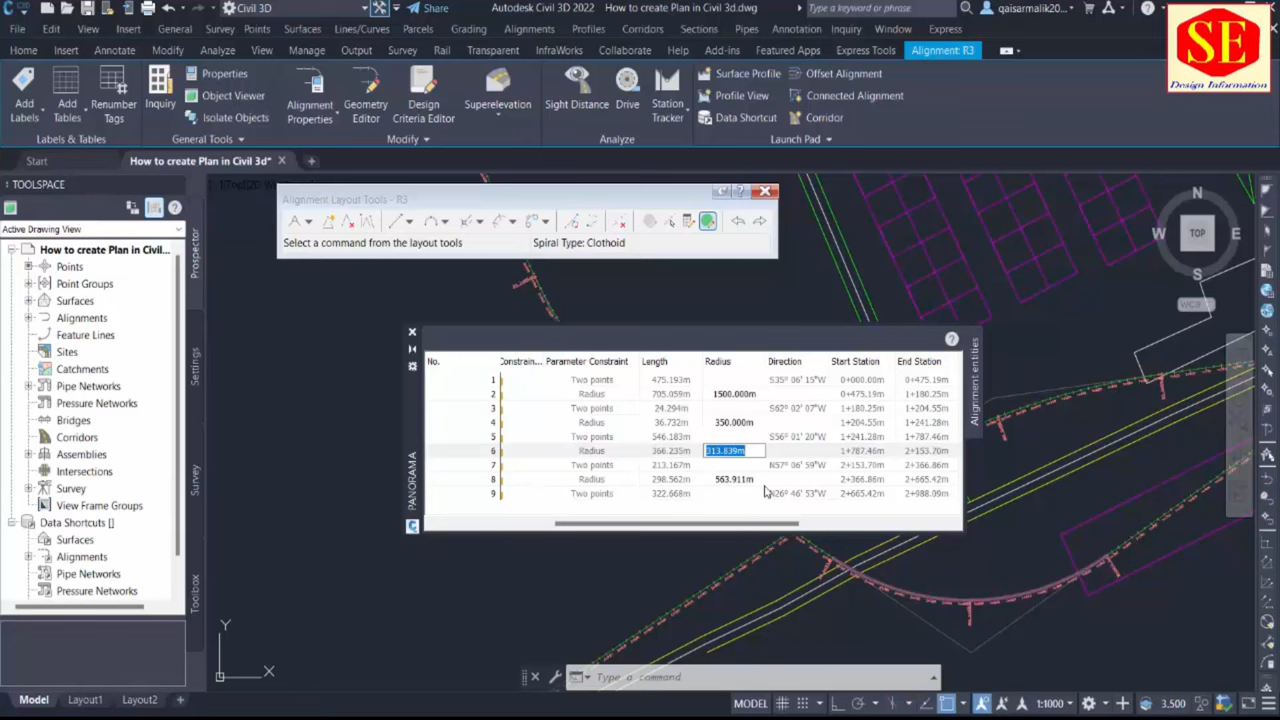 Civil 3D
Share
Autodesk Civil 3D 2022
How to create Plan in Civil 3d.dwg
Type a keyword or phrase
qaisarmalik20...
File Edit View Insert General Survey Points Surfaces Lines/Curves Parcels Grading Alignments Profiles Corridors Sections Pipes Annotation Inquiry Window Express
Home Insert Annotate Modify Analyze View Manage Output Survey Rail Transparent InfraWorks Collaborate Help Add-ins Featured Apps Express Tools Alignment: R3
SE
Design Information
Add Labels
Add Tables
Renumber Tags
Inquiry
Properties
Object Viewer
Isolate Objects
Alignment Properties
Geometry Editor
Design Criteria Editor
Superelevation
Sight Distance
Drive
Station Tracker
Surface Profile
Profile View
Data Shortcut
Offset Alignment
Connected Alignment
Corridor
Labels & Tables
General Tools
Modify
Analyze
Launch Pad
Start
How to create Plan in Civil 3d*
TOOLSPACE
Active Drawing View
How to create Plan in Civil...
Points
Point Groups
Surfaces
Alignments
Feature Lines
Sites
Catchments
Pipe Networks
Pressure Networks
Bridges
Corridors
Assemblies
Intersections
Survey
View Frame Groups
Data Shortcuts []
Surfaces
Alignments
Pipe Networks
Pressure Networks
Prospector
Settings
Survey
Toolbox
Alignment Layout Tools - R3
Select a command from the layout tools
Spiral Type: Clothoid
N
W TOP E
S
WCS
No. Constrain... Parameter Constraint Length Radius Direction Start Station End Station
1 Two points 475.193m S35° 06' 15"W 0+000.00m 0+475.19m
2 Radius 705.059m 1500.000m 0+475.19m 1+180.25m
3 Two points 24.294m S62° 02' 07"W 1+180.25m 1+204.55m
4 Radius 36.732m 350.000m 1+204.55m 1+241.28m
5 Two points 546.183m S56° 01' 20"W 1+241.28m 1+787.46m
6 Radius 366.235m 313.839m 1+787.46m 2+153.70m
7 Two points 213.167m N57° 06' 59"W 2+153.70m 2+366.86m
8 Radius 298.562m 563.911m 2+366.86m 2+665.42m
9 Two points 322.668m N26° 46' 53"W 2+665.42m 2+988.09m
PANORAMA
Alignment entities
Y
X
Type a command
Model Layout1 Layout2
MODEL
1:1000
3.500